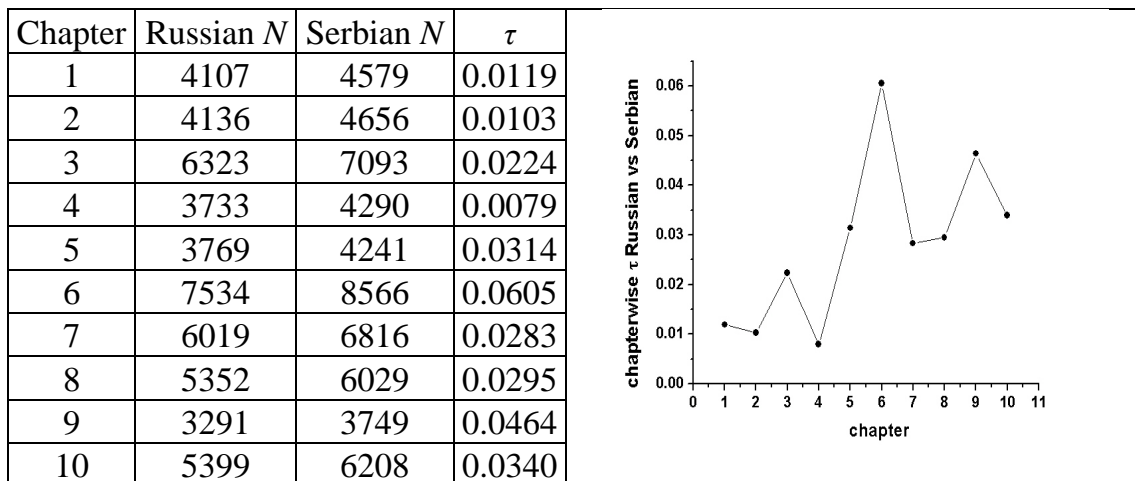 Chapter Russian N Serbian N τ
1 4107 4579 0.0119
2 4136 4656 0.0103
3 6323 7093 0.0224
4 3733 4290 0.0079
5 3769 4241 0.0314
6 7534 8566 0.0605
7 6019 6816 0.0283
8 5352 6029 0.0295
9 3291 3749 0.0464
10 5399 6208 0.0340
chapterwise τ Russian vs Serbian
0.06
0.05
0.04
0.03
0.02
0.01
0.00
0 1 2 3 4 5 6 7 8 9 10 11
chapter